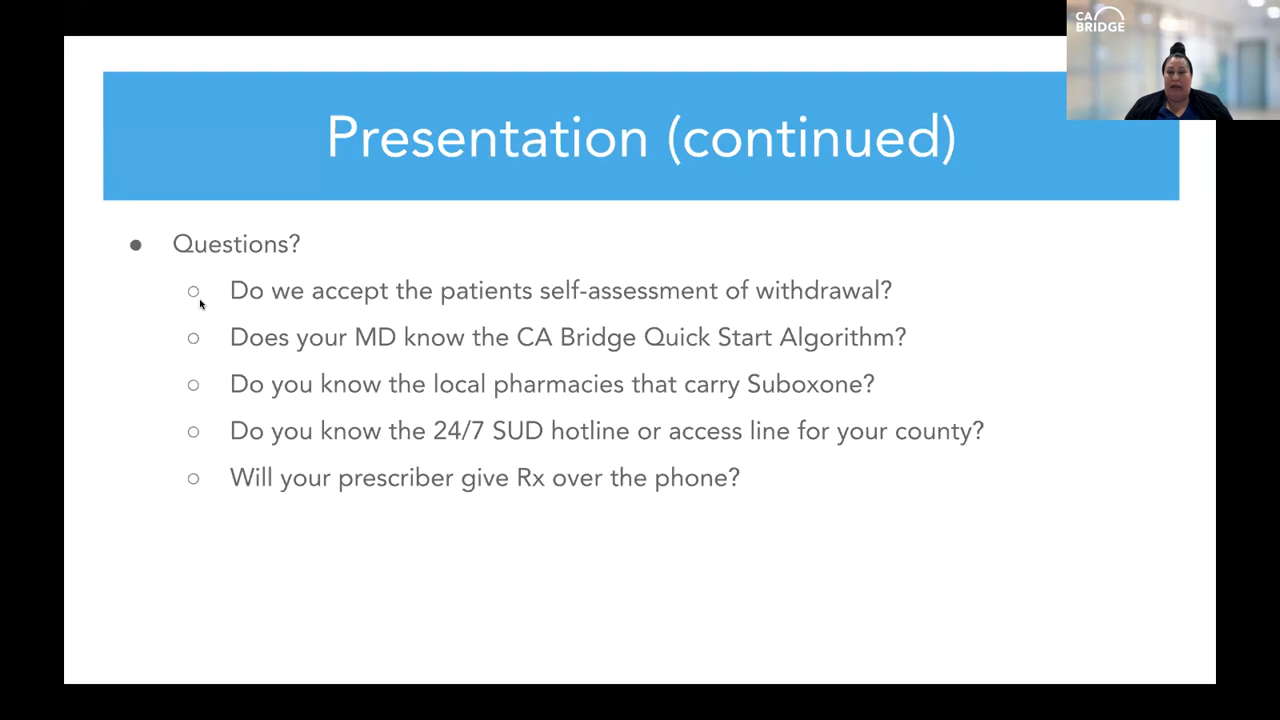 CA
BRIDGE
Presentation (continued)
● Questions?
○ Do we accept the patients self-assessment of withdrawal?
○ Does your MD know the CA Bridge Quick Start Algorithm?
○ Do you know the local pharmacies that carry Suboxone?
○ Do you know the 24/7 SUD hotline or access line for your county?
○ Will your prescriber give Rx over the phone?